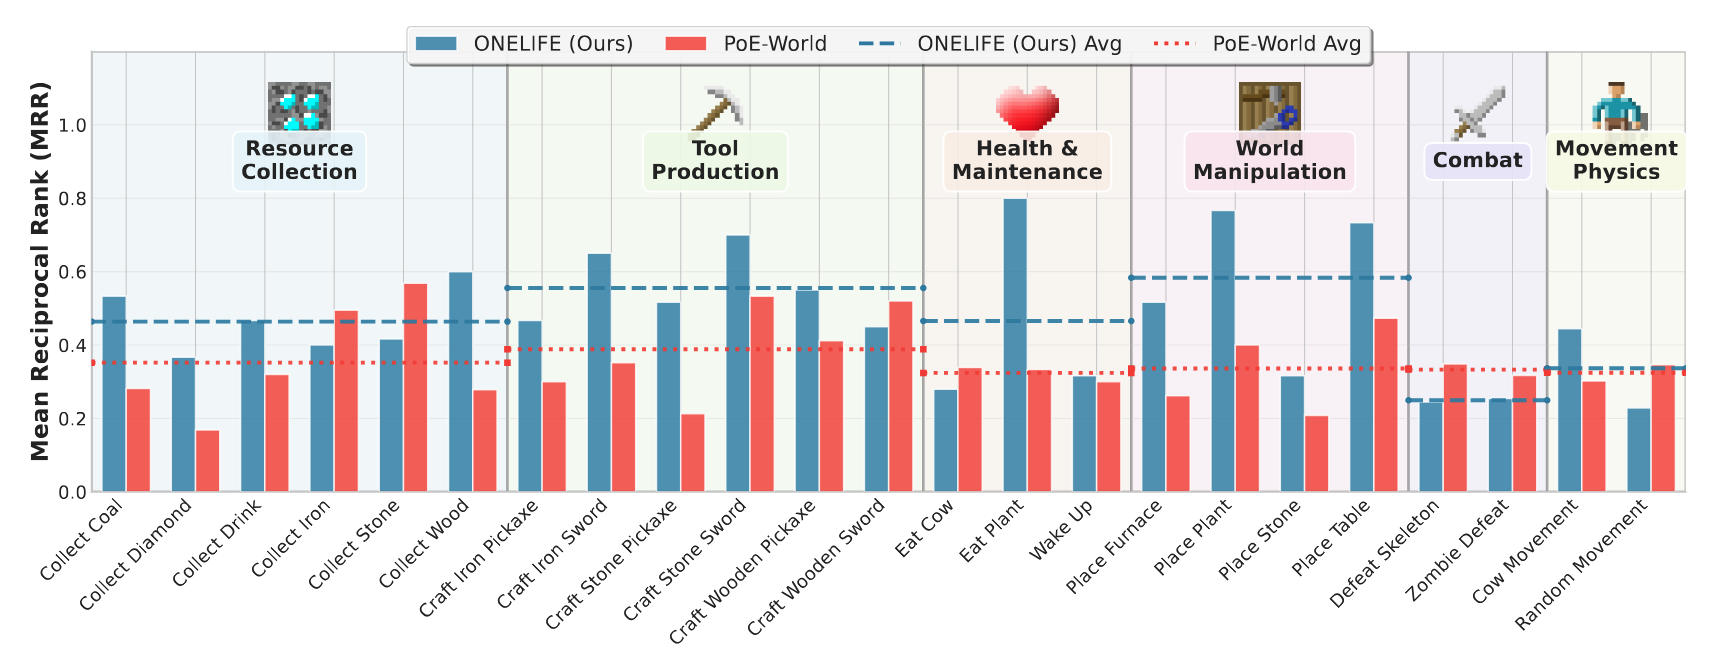 ONELIFE (Ours)
PoE-World
ONELIFE (Ours) Avg
PoE-World Avg
Mean Reciprocal Rank (MRR)
1.0
0.8
0.6
0.4
0.2
0.0
Resource
Collection
Tool
Production
Health &
Maintenance
World
Manipulation
Combat
Movement
Physics
Collect Coal
Collect Diamond
Collect Drink
Collect Iron
Collect Stone
Collect Wood
Craft Iron Pickaxe
Craft Iron Sword
Craft Stone Pickaxe
Craft Stone Sword
Craft Wooden Pickaxe
Craft Wooden Sword
Eat Cow
Eat Plant
Wake Up
Place Furnace
Place Plant
Place Stone
Place Table
Defeat Skeleton
Zombie Defeat
Cow Movement
Random Movement